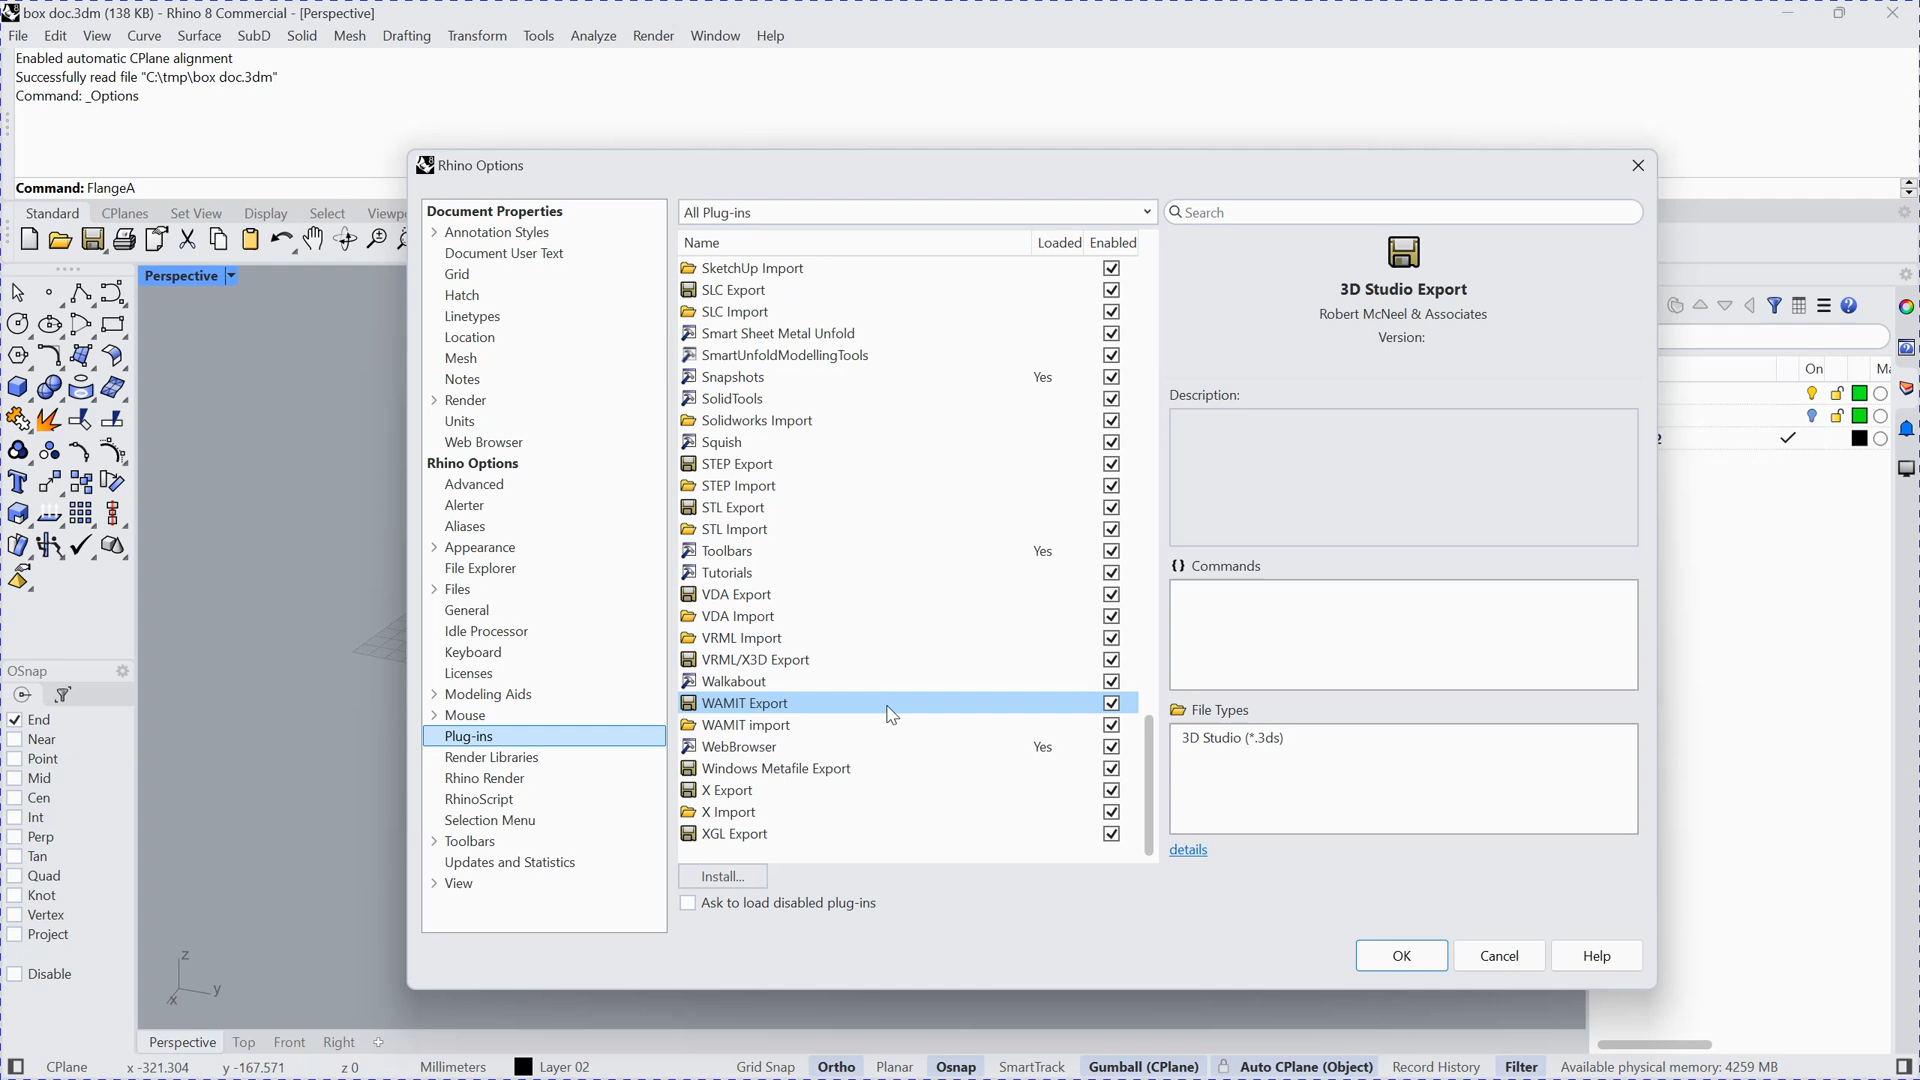 box doc.3dm (138 KB) - Rhino 8 Commercial - [Perspective]
File Edit View Curve Surface SubD Solid Mesh Drafting Transform Tools Analyze Render Window Help
Enabled automatic CPlane alignment
Successfully read file "C:\tmp\box doc.3dm"
Command: _Options
Command: FlangeA
Standard CPlanes Set View Display Select Viewpo
Perspective
OSnap
End
Near
Point
Mid
Cen
Int
Perp
Tan
Quad
Knot
Vertex
Project
Disable
Rhino Options
Document Properties
Annotation Styles
Document User Text
Grid
Hatch
Linetypes
Location
Mesh
Notes
Render
Units
Web Browser
Rhino Options
Advanced
Alerter
Aliases
Appearance
File Explorer
Files
General
Idle Processor
Keyboard
Licenses
Modeling Aids
Mouse
Plug-ins
Render Libraries
Rhino Render
RhinoScript
Selection Menu
Toolbars
Updates and Statistics
View
All Plug-ins
Name Loaded Enabled
SketchUp Import
SLC Export
SLC Import
Smart Sheet Metal Unfold
SmartUnfoldModellingTools
Snapshots Yes
SolidTools
Solidworks Import
Squish
STEP Export
STEP Import
STL Export
STL Import
Toolbars Yes
Tutorials
VDA Export
VDA Import
VRML Import
VRML/X3D Export
Walkabout
WAMIT Export
WAMIT import
WebBrowser Yes
Windows Metafile Export
X Export
X Import
XGL Export
Install...
Ask to load disabled plug-ins
Search
3D Studio Export
Robert McNeel & Associates
Version:
Description:
{} Commands
File Types
3D Studio (*.3ds)
details
OK Cancel Help
On Ma
2
z
y
x
Perspective Top Front Right
CPlane x -321.304 y -167.571 z 0 Millimeters Layer 02 Grid Snap Ortho Planar Osnap SmartTrack Gumball (CPlane) Auto CPlane (Object) Record History Filter Available physical memory: 4259 MB